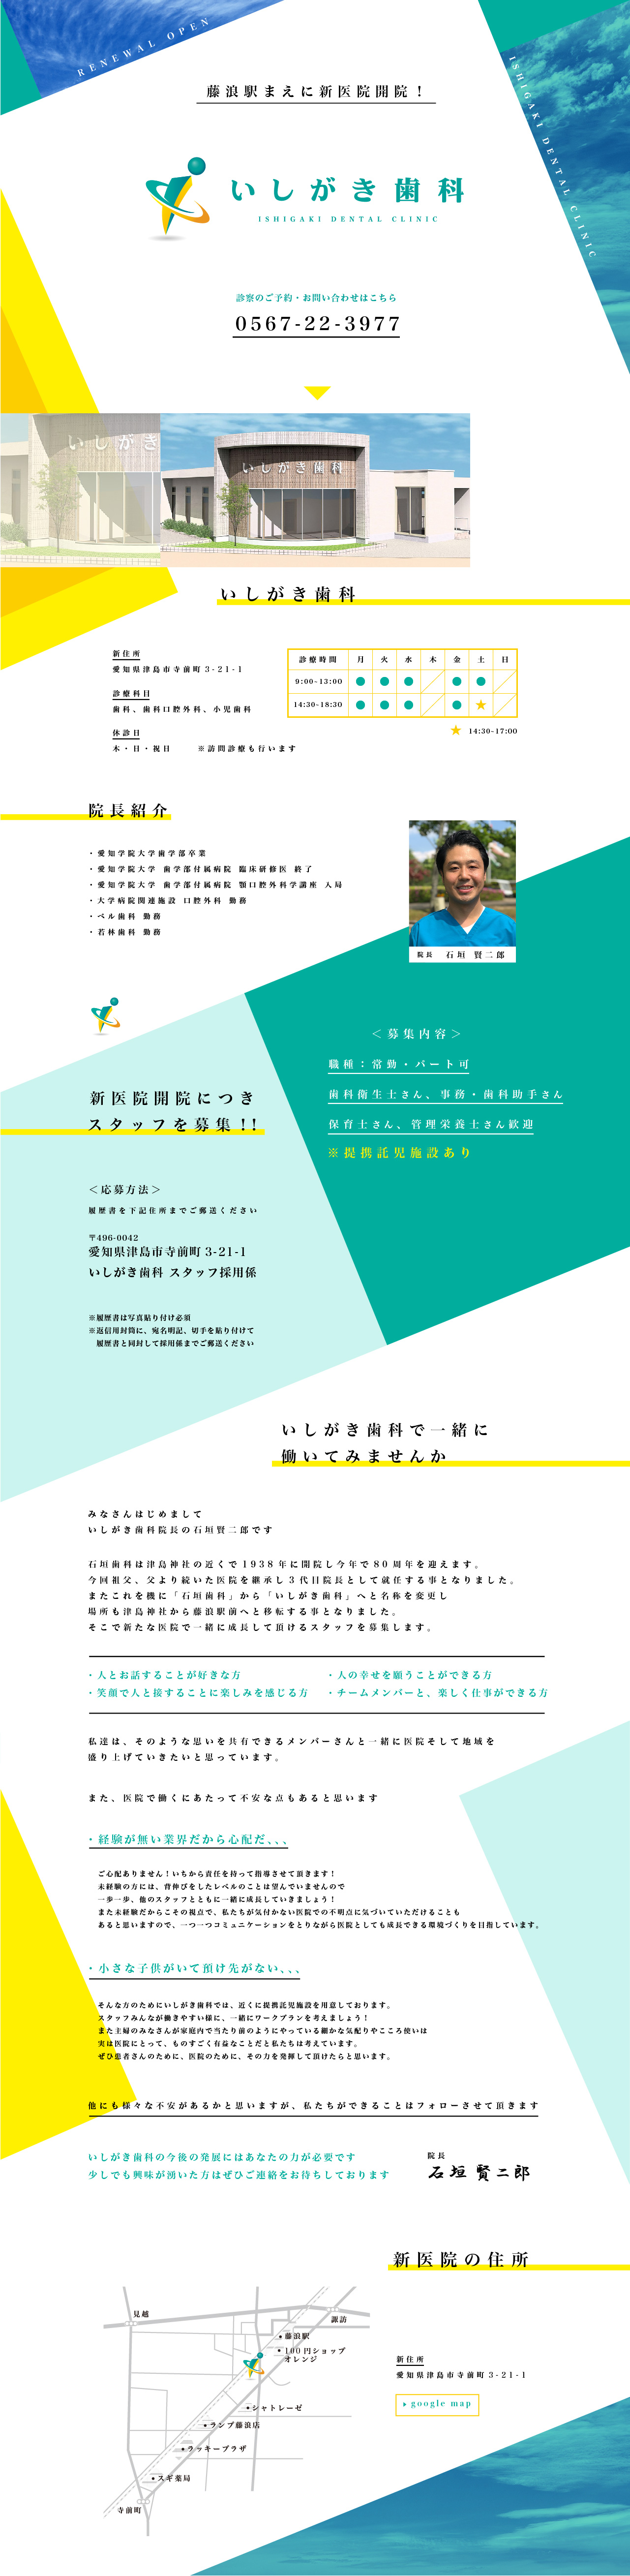 RENEWAL OPEN
ISHIGAKI DENTAL CLINIC
藤浪駅まえに新医院開院！
いしがき歯科
ISHIGAKI DENTAL CLINIC
診察のご予約・お問い合わせはこちら
0567-22-3977
いしがき
いしがき歯科
いしがき歯科
新住所
愛知県津島市寺前町3-21-1
診療科目
歯科、歯科口腔外科、小児歯科
休診日
木・日・祝日 ※訪問診療も行います
診療時間 月 火 水 木 金 土 日
9:00-13:00 ● ● ● ● ●
14:30-18:30 ● ● ● ● ★
★ 14:30-17:00
院長紹介
・愛知学院大学歯学部卒業
・愛知学院大学 歯学部付属病院 臨床研修医 終了
・愛知学院大学 歯学部付属病院 顎口腔外科学講座 入局
・大学病院関連施設 口腔外科 勤務
・ベル歯科 勤務
・若林歯科 勤務
院長 石垣 賢二郎
新医院開院につき
スタッフを募集!!
＜応募方法＞
履歴書を下記住所までご郵送ください
〒496-0042
愛知県津島市寺前町3-21-1
いしがき歯科 スタッフ採用係
※履歴書は写真貼り付け必須
※返信用封筒に、宛名明記、切手を貼り付けて
履歴書と同封して採用係までご郵送ください
＜募集内容＞
職種：常勤・パート可
歯科衛生士さん、事務・歯科助手さん
保育士さん、管理栄養士さん歓迎
※提携託児施設あり
いしがき歯科で一緒に
働いてみませんか
みなさんはじめまして
いしがき歯科院長の石垣賢二郎です
石垣歯科は津島神社の近くで1938年に開院し今年で80周年を迎えます。
今回祖父、父より続いた医院を継承し3代目院長として就任する事となりました。
またこれを機に「石垣歯科」から「いしがき歯科」へと名称を変更し
場所も津島神社から藤浪駅前へと移転する事となりました。
そこで新たな医院で一緒に成長して頂けるスタッフを募集します。
・人とお話することが好きな方
・人の幸せを願うことができる方
・笑顔で人と接することに楽しみを感じる方
・チームメンバーと、楽しく仕事ができる方
私達は、そのような思いを共有できるメンバーさんと一緒に医院そして地域を
盛り上げていきたいと思っています。
また、医院で働くにあたって不安な点もあると思います
・経験が無い業界だから心配だ、、、
ご心配ありません！いちから責任を持って指導させて頂きます！
未経験の方には、背伸びをしたレベルのことは望んでいませんので
一歩一歩、他のスタッフとともに一緒に成長していきましょう！
また未経験だからこその視点で、私たちが気付かない医院での不明点に気づいていただけることも
あると思いますので、一つ一つコミュニケーションをとりながら医院としても成長できる環境づくりを目指しています。
・小さな子供がいて預け先がない、、、
そんな方のためにいしがき歯科では、近くに提携託児施設を用意しております。
スタッフみんなが働きやすい様に、一緒にワークプランを考えましょう！
また主婦のみなさんが家庭内で当たり前のようにやっている細かな気配りやこころ使いは
実は医院にとって、ものすごく有益なことだと私たちは考えています。
ぜひ患者さんのために、医院のために、その力を発揮して頂けたらと思います。
他にも様々な不安があるかと思いますが、私たちができることはフォローさせて頂きます
いしがき歯科の今後の発展にはあなたの力が必要です
少しでも興味が湧いた方はぜひご連絡をお待ちしております
院長
石垣 賢二郎
新医院の住所
見越
諏訪
藤浪駅
100円ショップ
オレンジ
シャトレーゼ
ランプ藤浪店
ラッキープラザ
スギ薬局
寺前町
新住所
愛知県津島市寺前町3-21-1
google map